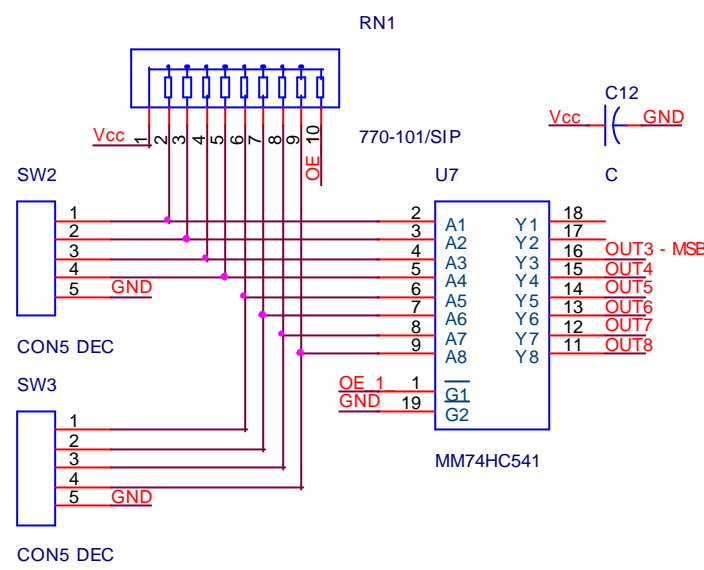 RN1
C12
Vcc GND
C
Vcc
1 2 3 4 5 6 7 8 9 10
OE
770-101/SIP
SW2
1
2
3
4
5 GND
CON5 DEC
U7
2 A1 Y1 18
3 A2 Y2 17
4 A3 Y3 16 OUT3 - MSB
5 A4 Y4 15 OUT4
6 A5 Y5 14 OUT5
7 A6 Y6 13 OUT6
8 A7 Y7 12 OUT7
9 A8 Y8 11 OUT8
OE_1_ 1 G1
GND 19 G2
MM74HC541
SW3
1
2
3
4
5 GND
CON5 DEC